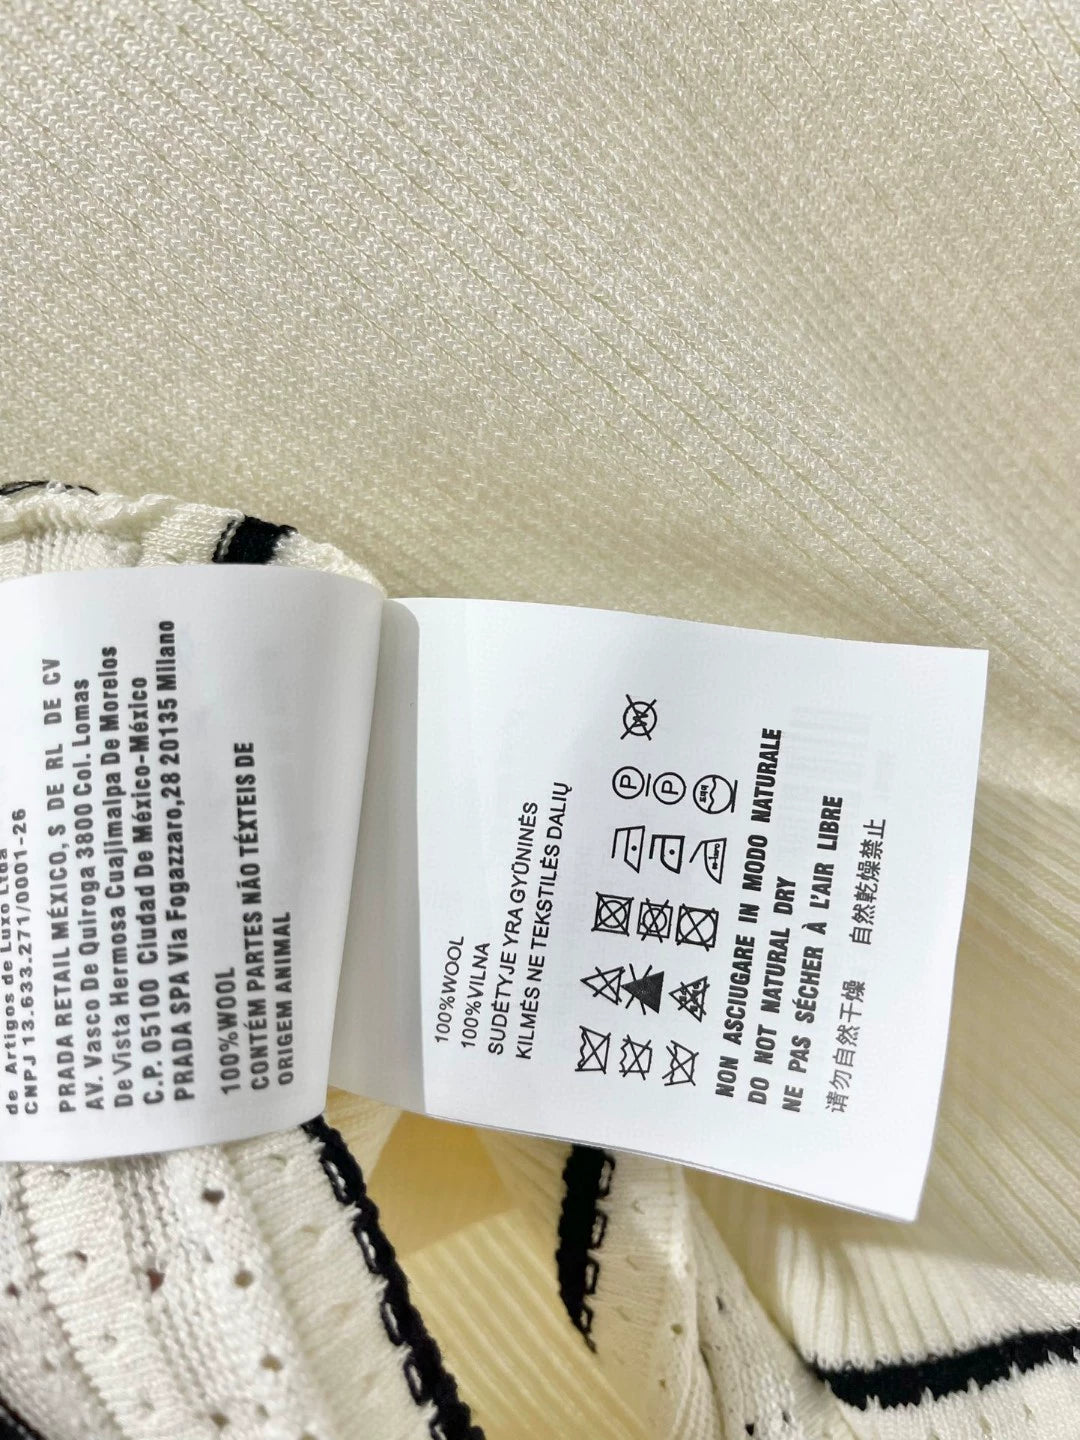 de Artigos de Luxo Ltda
CNPJ 13.633.271/0001-26
PRADA RETAIL MÉXICO, S DE RL DE CV
AV. Vasco De Quiroga 3800 Col. Lomas
De Vista Hermosa Cuajimalpa De Morelos
C.P. 05100 Ciudad De México-México
PRADA SPA Via Fogazzaro,28 20135 Milano
100%WOOL
CONTÉM PARTES NÃO TÉXTEIS DE
ORIGEM ANIMAL
100%WOOL
100%VILNA
SUDĖTYJE YRA GYŪNINĖS
KILMĖS NE TEKSTILĖS DALIŲ
P
P
NON ASCIUGARE IN MODO NATURALE
DO NOT NATURAL DRY
NE PAS SÉCHER À L'AIR LIBRE
请勿自然干燥 自然乾燥禁止